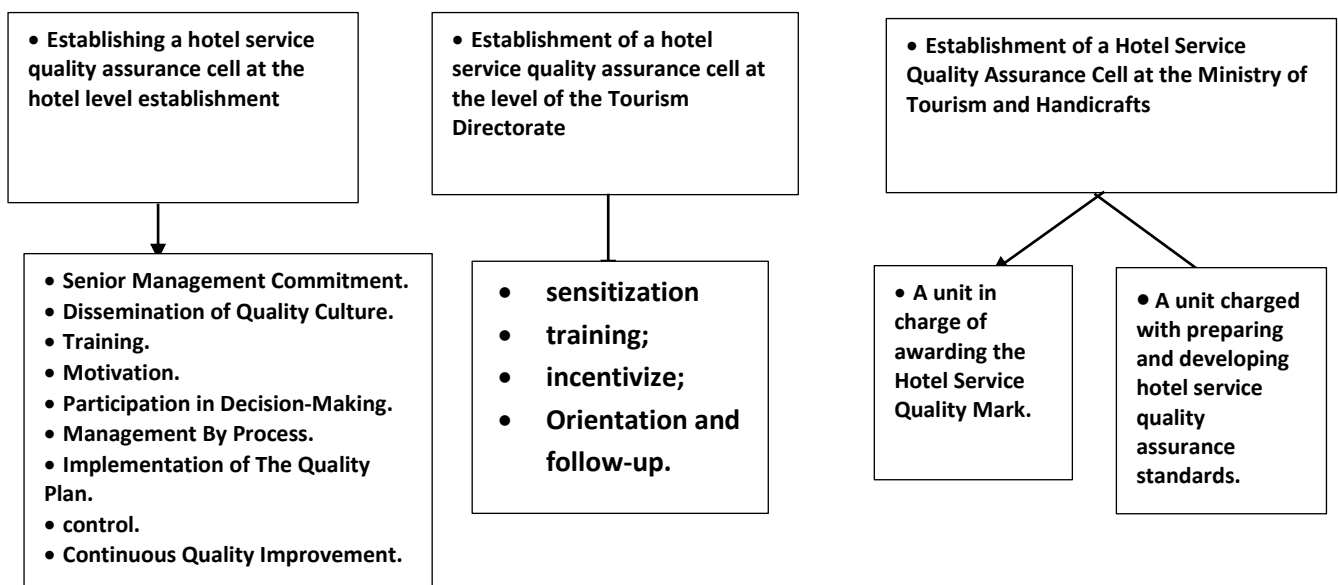 • Establishing a hotel service
quality assurance cell at the
hotel level establishment
• Establishment of a hotel
service quality assurance cell at
the level of the Tourism
Directorate
• Establishment of a Hotel Service
Quality Assurance Cell at the Ministry of
Tourism and Handicrafts
• Senior Management Commitment.
• Dissemination of Quality Culture.
• Training.
• Motivation.
• Participation in Decision-Making.
• Management By Process.
• Implementation of The Quality
Plan.
• control.
• Continuous Quality Improvement.
• sensitization
• training;
• incentivize;
• Orientation and
follow-up.
• A unit in
charge of
awarding the
Hotel Service
Quality Mark.
• A unit charged
with preparing
and developing
hotel service
quality
assurance
standards.